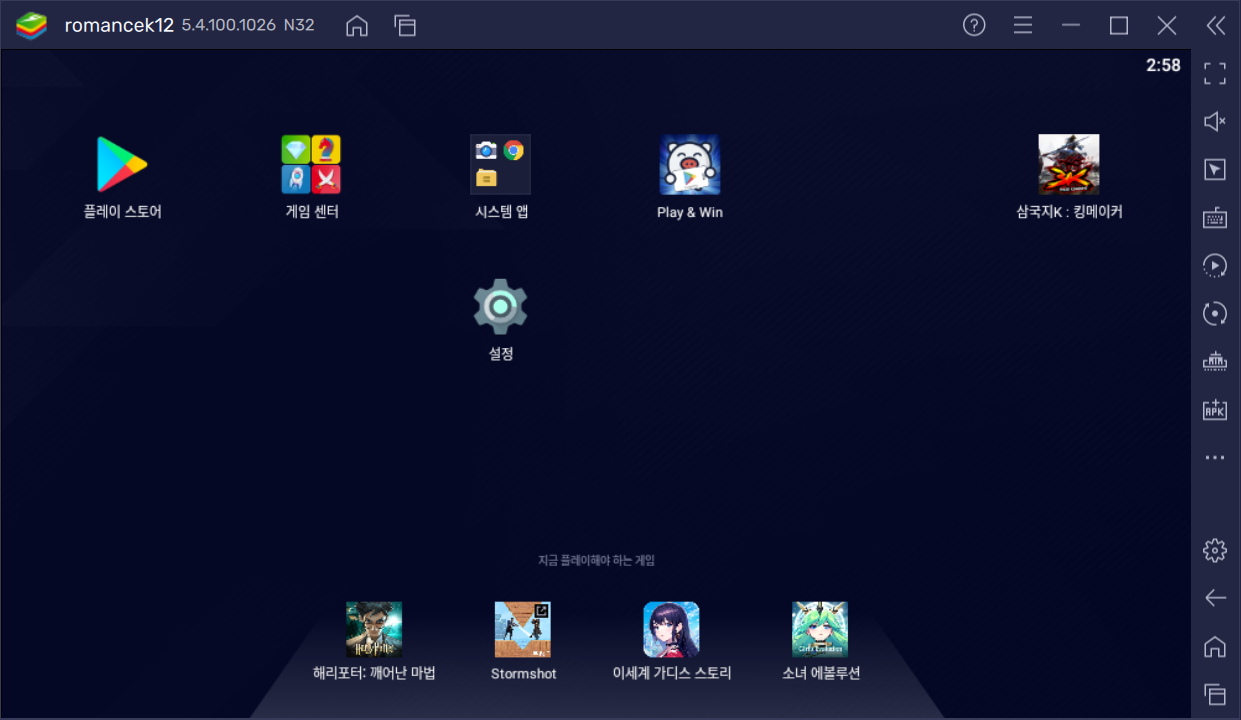 romancek12 5.4.100.1026 N32
2:58
플레이 스토어
게임 센터
시스템 앱
Play & Win
삼국지K : 킹메이커
설정
MTM
APK
지금 플레이해야 하는 게임
해리포터: 깨어난 마법
Stormshot
이세계 가디스 스토리
소녀 에볼루션